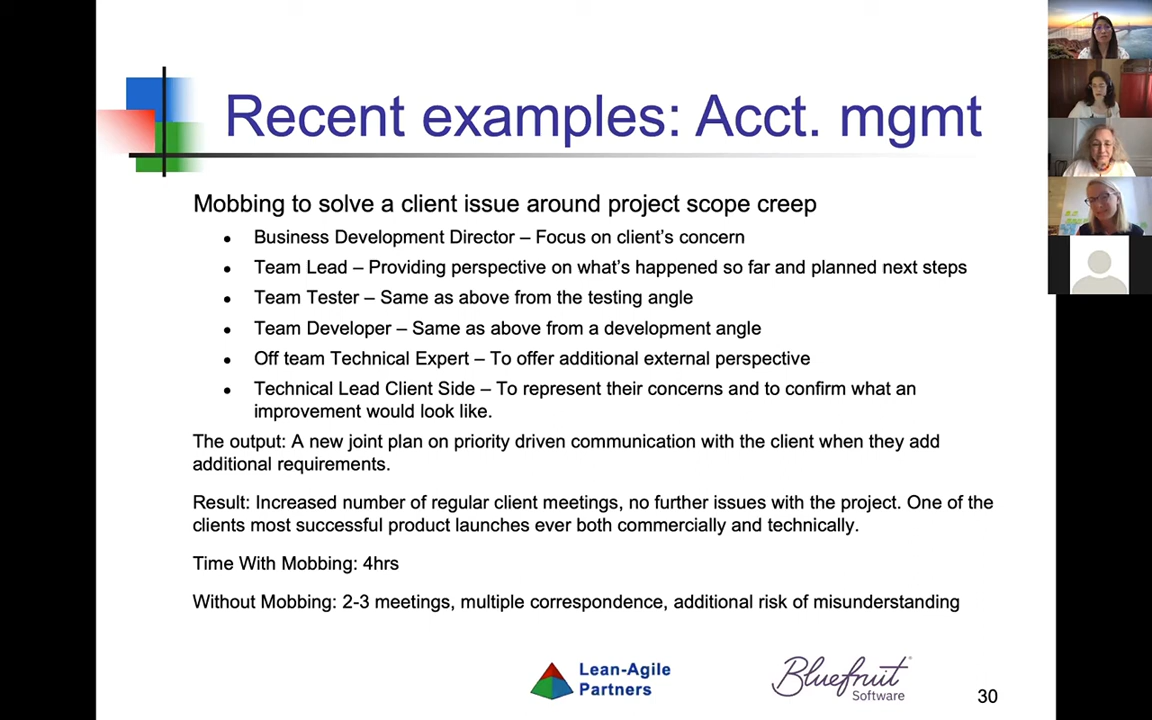 Recent examples: Acct. mgmt
Mobbing to solve a client issue around project scope creep
• Business Development Director – Focus on client's concern
• Team Lead – Providing perspective on what's happened so far and planned next steps
• Team Tester – Same as above from the testing angle
• Team Developer – Same as above from a development angle
• Off team Technical Expert – To offer additional external perspective
• Technical Lead Client Side – To represent their concerns and to confirm what an
improvement would look like.
The output: A new joint plan on priority driven communication with the client when they add
additional requirements.
Result: Increased number of regular client meetings, no further issues with the project. One of the
clients most successful product launches ever both commercially and technically.
Time With Mobbing: 4hrs
Without Mobbing: 2-3 meetings, multiple correspondence, additional risk of misunderstanding
Lean-Agile
Partners
Bluefruit
Software
30